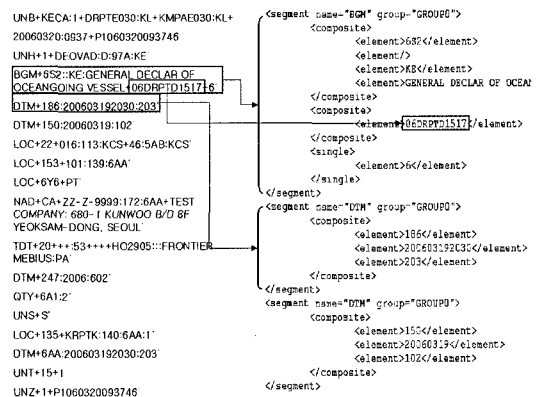 UNB+KECA:1+DRPTE030:KL+KMPAE030:KL+
20060320:0937+P1060320093746
UNH+1+DEOVAD:D:97A:KE'
BGM+6S2::KE:GENERAL DECLAR OF
OCEANGOING VESSEL+06DRPTD1517+6'
DTM+186:200603192030:203'
DTM+150:20060319:102'
LOC+22+016:113:KCS+46:5AB:KCS'
LOC+153+101:139:6AA'
LOC+6Y6+PT'
NAD+CA+ZZ-Z-9999:172:6AA+TEST
COMPANY: 680-1 KUNWOO B/D 8F
YEOKSAM-DONG, SEOUL'
TDT+20+++:53++++HO2905:::FRONTIER
MEBIUS:PA'
DTM+247:2006:602'
QTY+6A1:2'
UNS+S'
LOC+135+KRPTK:140:6AA:1'
DTM+6AA:200603192030:203'
UNT+15+1
UNZ+1+P1060320093746
<segment name="BGM" group="GROUP0">
<composite>
<element>6S2</element>
<element/>
<element>KE</element>
<element>GENERAL DECLAR OF OCEAN
</composite>
<composite>
<element>06DRPTD1517</element>
</composite>
<single>
<element>6</element>
</single>
</segment>
<segment name="DTM" group="GROUP0">
<composite>
<element>186</element>
<element>200603192030</element>
<element>203</element>
</composite>
</segment>
<segment name="DTM" group="GROUP0">
<composite>
<element>150</element>
<element>20060319</element>
<element>102</element>
</composite>
</segment>